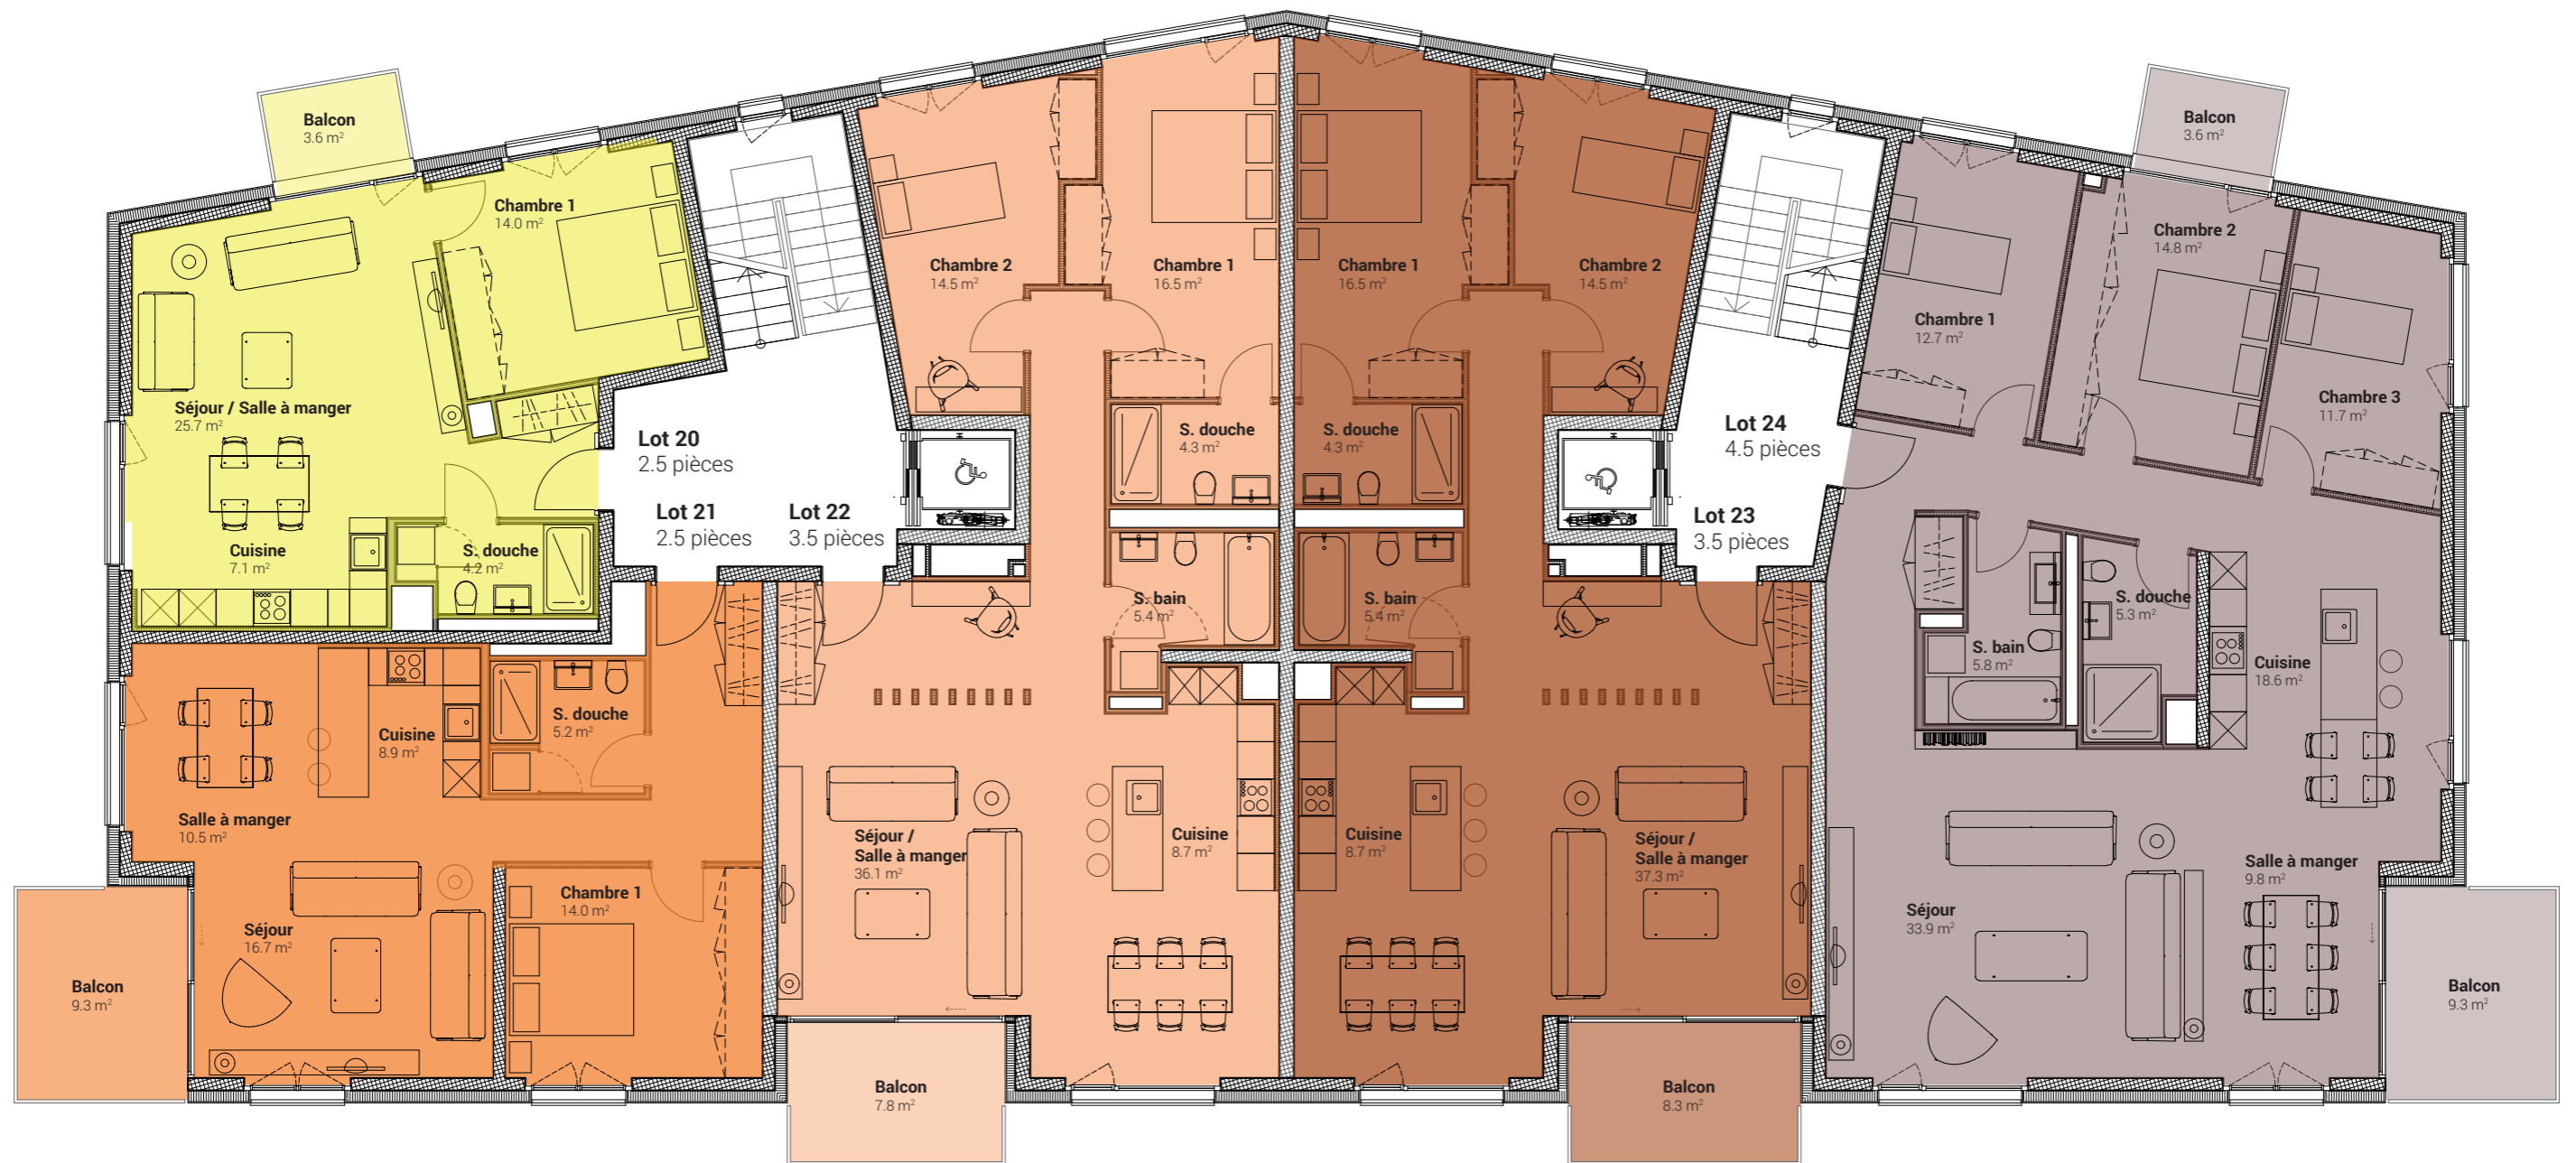 Balcon
3.6 m²
Chambre 1
14.0 m²
Séjour / Salle à manger
25.7 m²
Cuisine
7.1 m²
S. douche
4.2 m²
Lot 20
2.5 pièces
Lot 21
2.5 pièces
Lot 22
3.5 pièces
Salle à manger
10.5 m²
Cuisine
8.9 m²
S. douche
5.2 m²
Séjour
16.7 m²
Chambre 1
14.0 m²
Balcon
9.3 m²
Chambre 2
14.5 m²
Chambre 1
16.5 m²
S. douche
4.3 m²
S. bain
5.4 m²
Séjour /
Salle à manger
36.1 m²
Cuisine
8.7 m²
Balcon
7.8 m²
Chambre 1
16.5 m²
Chambre 2
14.5 m²
S. douche
4.3 m²
S. bain
5.4 m²
Cuisine
8.7 m²
Séjour /
Salle à manger
37.3 m²
Balcon
8.3 m²
Lot 24
4.5 pièces
Lot 23
3.5 pièces
Balcon
3.6 m²
Chambre 1
12.7 m²
Chambre 2
14.8 m²
Chambre 3
11.7 m²
S. bain
5.8 m²
S. douche
5.3 m²
Cuisine
18.6 m²
Salle à manger
9.8 m²
Séjour
33.9 m²
Balcon
9.3 m²